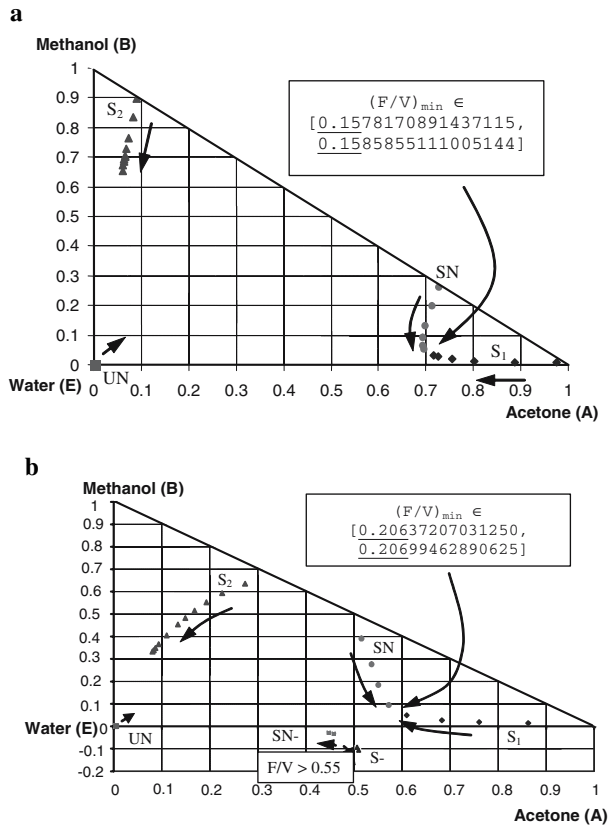 a
Methanol (B)
1
0.9
0.8
0.7
0.6
0.5
0.4
0.3
0.2
0.1
0
S2
(F/V)min ∈
[0.1578170891437115,
0.1585855111005144]
SN
S1
UN
Water (E)
0 0.1 0.2 0.3 0.4 0.5 0.6 0.7 0.8 0.9 1
Acetone (A)
b
Methanol (B)
1
0.9
0.8
0.7
0.6
0.5
0.4
0.3
0.2
0.1
Water (E) 0
-0.1
-0.2
(F/V)min ∈
[0.20637207031250,
0.20699462890625]
S2
SN
S1
UN
SN-
S-
F/V > 0.55
0 0.1 0.2 0.3 0.4 0.5 0.6 0.7 0.8 0.9 1
Acetone (A)